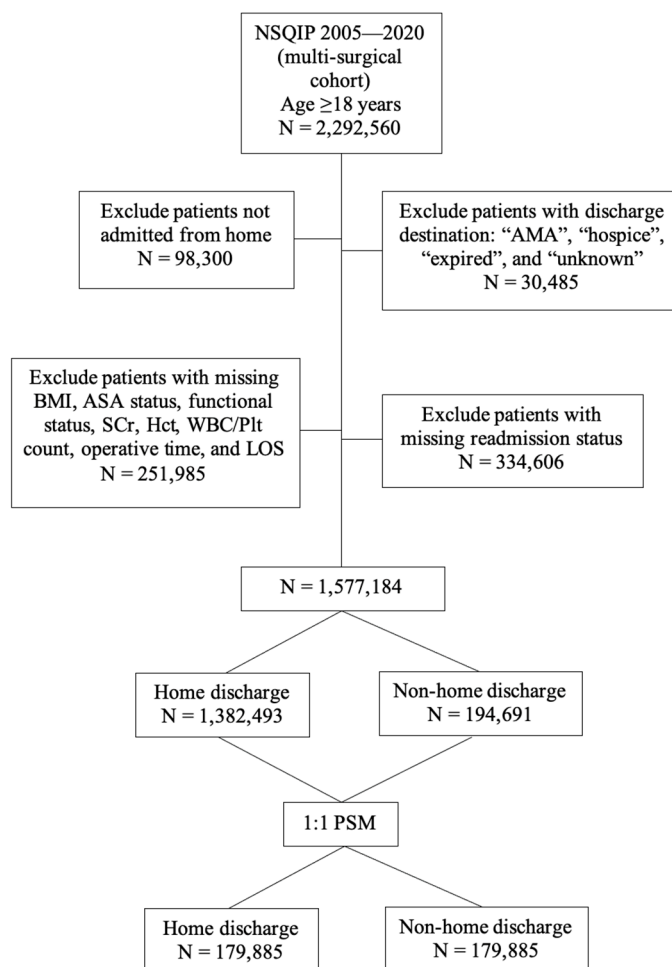 NSQIP 2005—2020
(multi-surgical
cohort)
Age ≥18 years
N = 2,292,560
Exclude patients not
admitted from home
N = 98,300
Exclude patients with discharge
destination: “AMA”, “hospice”,
“expired”, and “unknown”
N = 30,485
Exclude patients with missing
BMI, ASA status, functional
status, SCr, Hct, WBC/Plt
count, operative time, and LOS
N = 251,985
Exclude patients with
missing readmission status
N = 334,606
N = 1,577,184
Home discharge
N = 1,382,493
Non-home discharge
N = 194,691
1:1 PSM
Home discharge
N = 179,885
Non-home discharge
N = 179,885